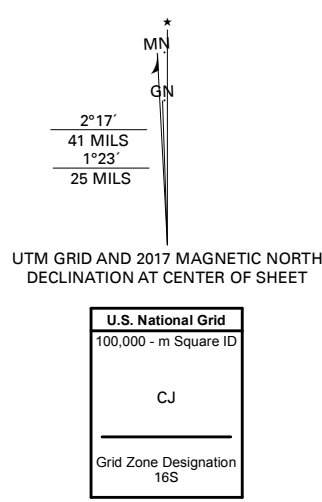 ★
MN
GN
2°17´
41 MILS
1°23´
25 MILS
UTM GRID AND 2017 MAGNETIC NORTH
DECLINATION AT CENTER OF SHEET
U.S. National Grid
100,000 - m Square ID
CJ
Grid Zone Designation
16S